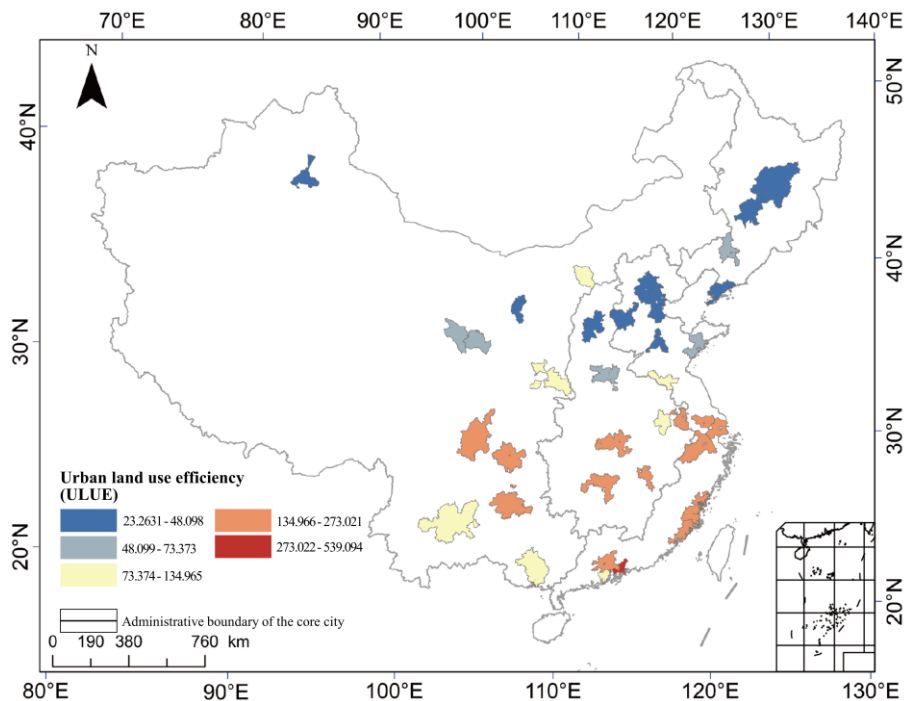 70°E 80°E 90°E 100°E 110°E 120°E 130°E 140°E
N
50°N
40°N
40°N
30°N
30°N
20°N
20°N
Urban land use efficiency
(ULUE)
23.2631 - 48.098
134.966 - 273.021
48.099 - 73.373
273.022 - 539.094
73.374 - 134.965
Administrative boundary of the core city
0 190 380 760 km
80°E 90°E 100°E 110°E 120°E 130°E